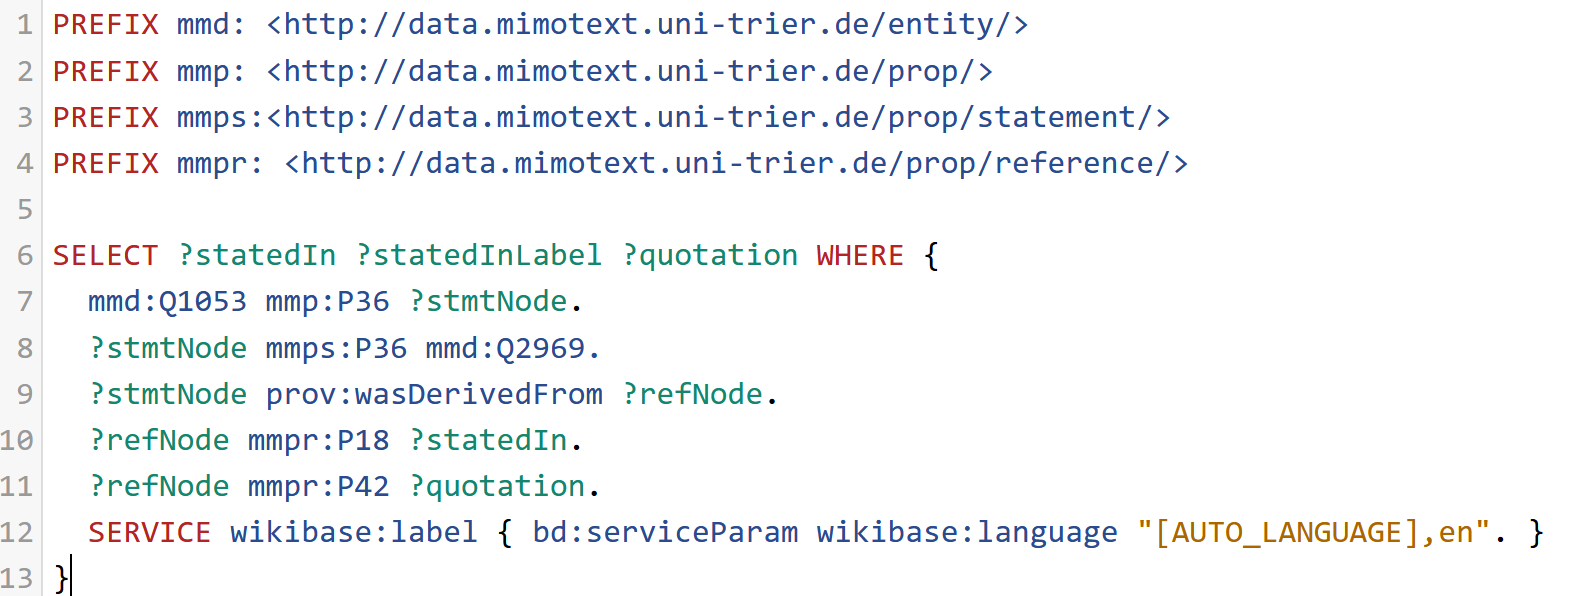 1 PREFIX mmd: <http://data.mimotext.uni-trier.de/entity/>
2 PREFIX mmp: <http://data.mimotext.uni-trier.de/prop/>
3 PREFIX mmps:<http://data.mimotext.uni-trier.de/prop/statement/>
4 PREFIX mmpr: <http://data.mimotext.uni-trier.de/prop/reference/>
5
6 SELECT ?statedIn ?statedInLabel ?quotation WHERE {
7   mmd:Q1053 mmp:P36 ?stmtNode.
8   ?stmtNode mmps:P36 mmd:Q2969.
9   ?stmtNode prov:wasDerivedFrom ?refNode.
10   ?refNode mmpr:P18 ?statedIn.
11   ?refNode mmpr:P42 ?quotation.
12   SERVICE wikibase:label { bd:serviceParam wikibase:language "[AUTO_LANGUAGE],en". }
13 }